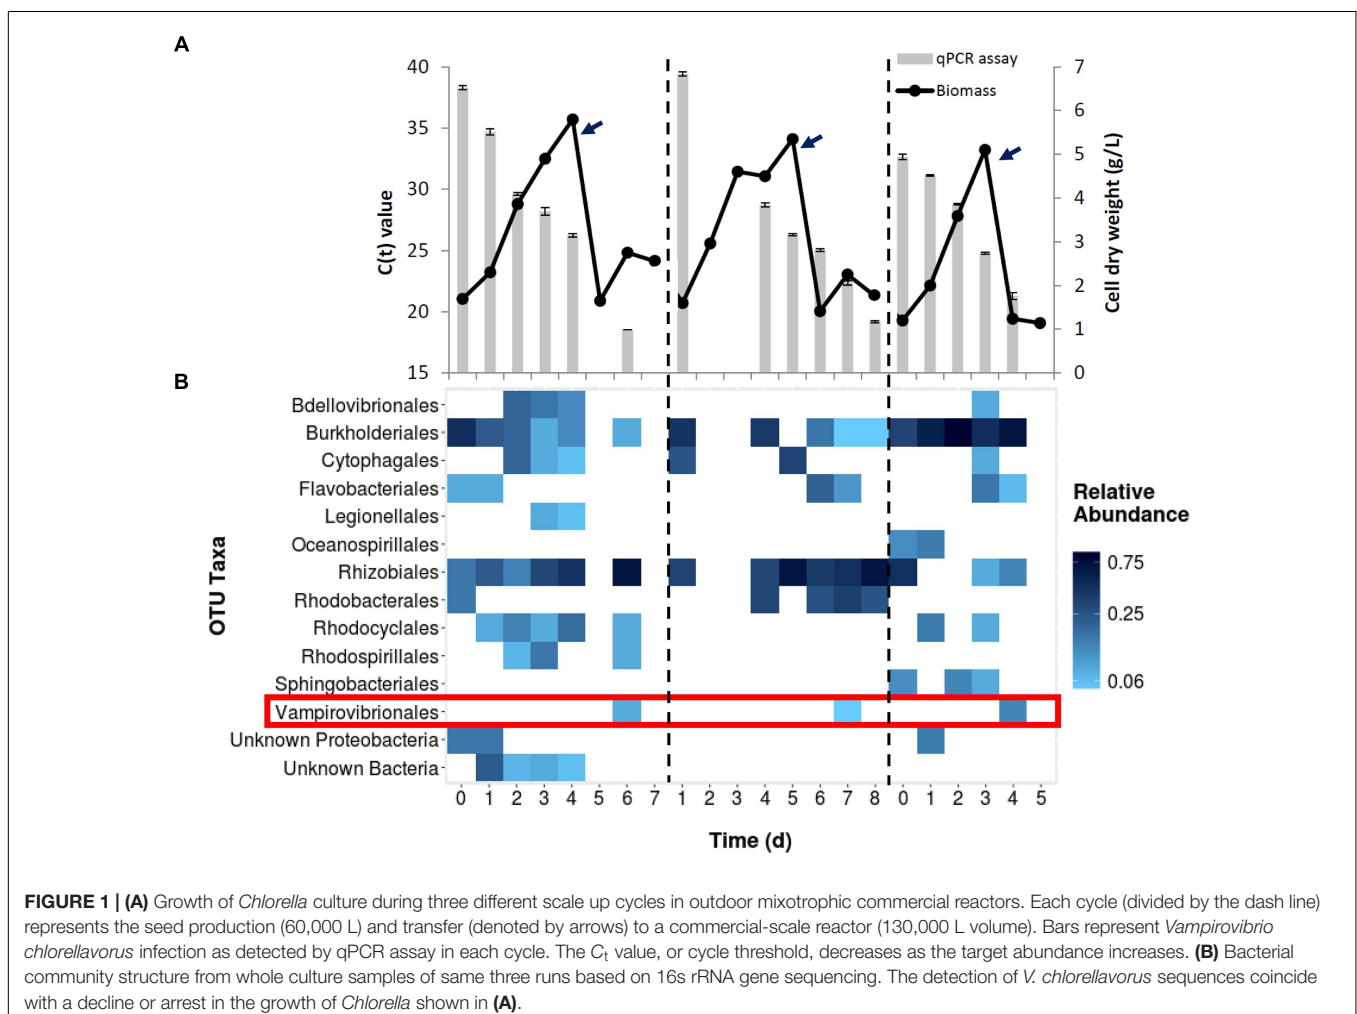 A
qPCR assay
Biomass
40
35
30
25
20
15
C(t) value
7
6
5
4
3
2
1
0
Cell dry weight (g/L)
B
Bdellovibrionales
Burkholderiales
Cytophagales
Flavobacteriales
Legionellales
Oceanospirillales
Rhizobiales
Rhodobacterales
Rhodocyclales
Rhodospirillales
Sphingobacteriales
Vampirovibrionales
Unknown Proteobacteria
Unknown Bacteria
OTU Taxa
0 1 2 3 4 5 6 7 1 2 3 4 5 6 7 8 0 1 2 3 4 5
Time (d)
Relative
Abundance
0.75
0.25
0.06
FIGURE 1 | (A) Growth of Chlorella culture during three different scale up cycles in outdoor mixotrophic commercial reactors. Each cycle (divided by the dash line)
represents the seed production (60,000 L) and transfer (denoted by arrows) to a commercial-scale reactor (130,000 L volume). Bars represent Vampirovibrio
chlorellavorus infection as detected by qPCR assay in each cycle. The Ct value, or cycle threshold, decreases as the target abundance increases. (B) Bacterial
community structure from whole culture samples of same three runs based on 16s rRNA gene sequencing. The detection of V. chlorellavorus sequences coincide
with a decline or arrest in the growth of Chlorella shown in (A).